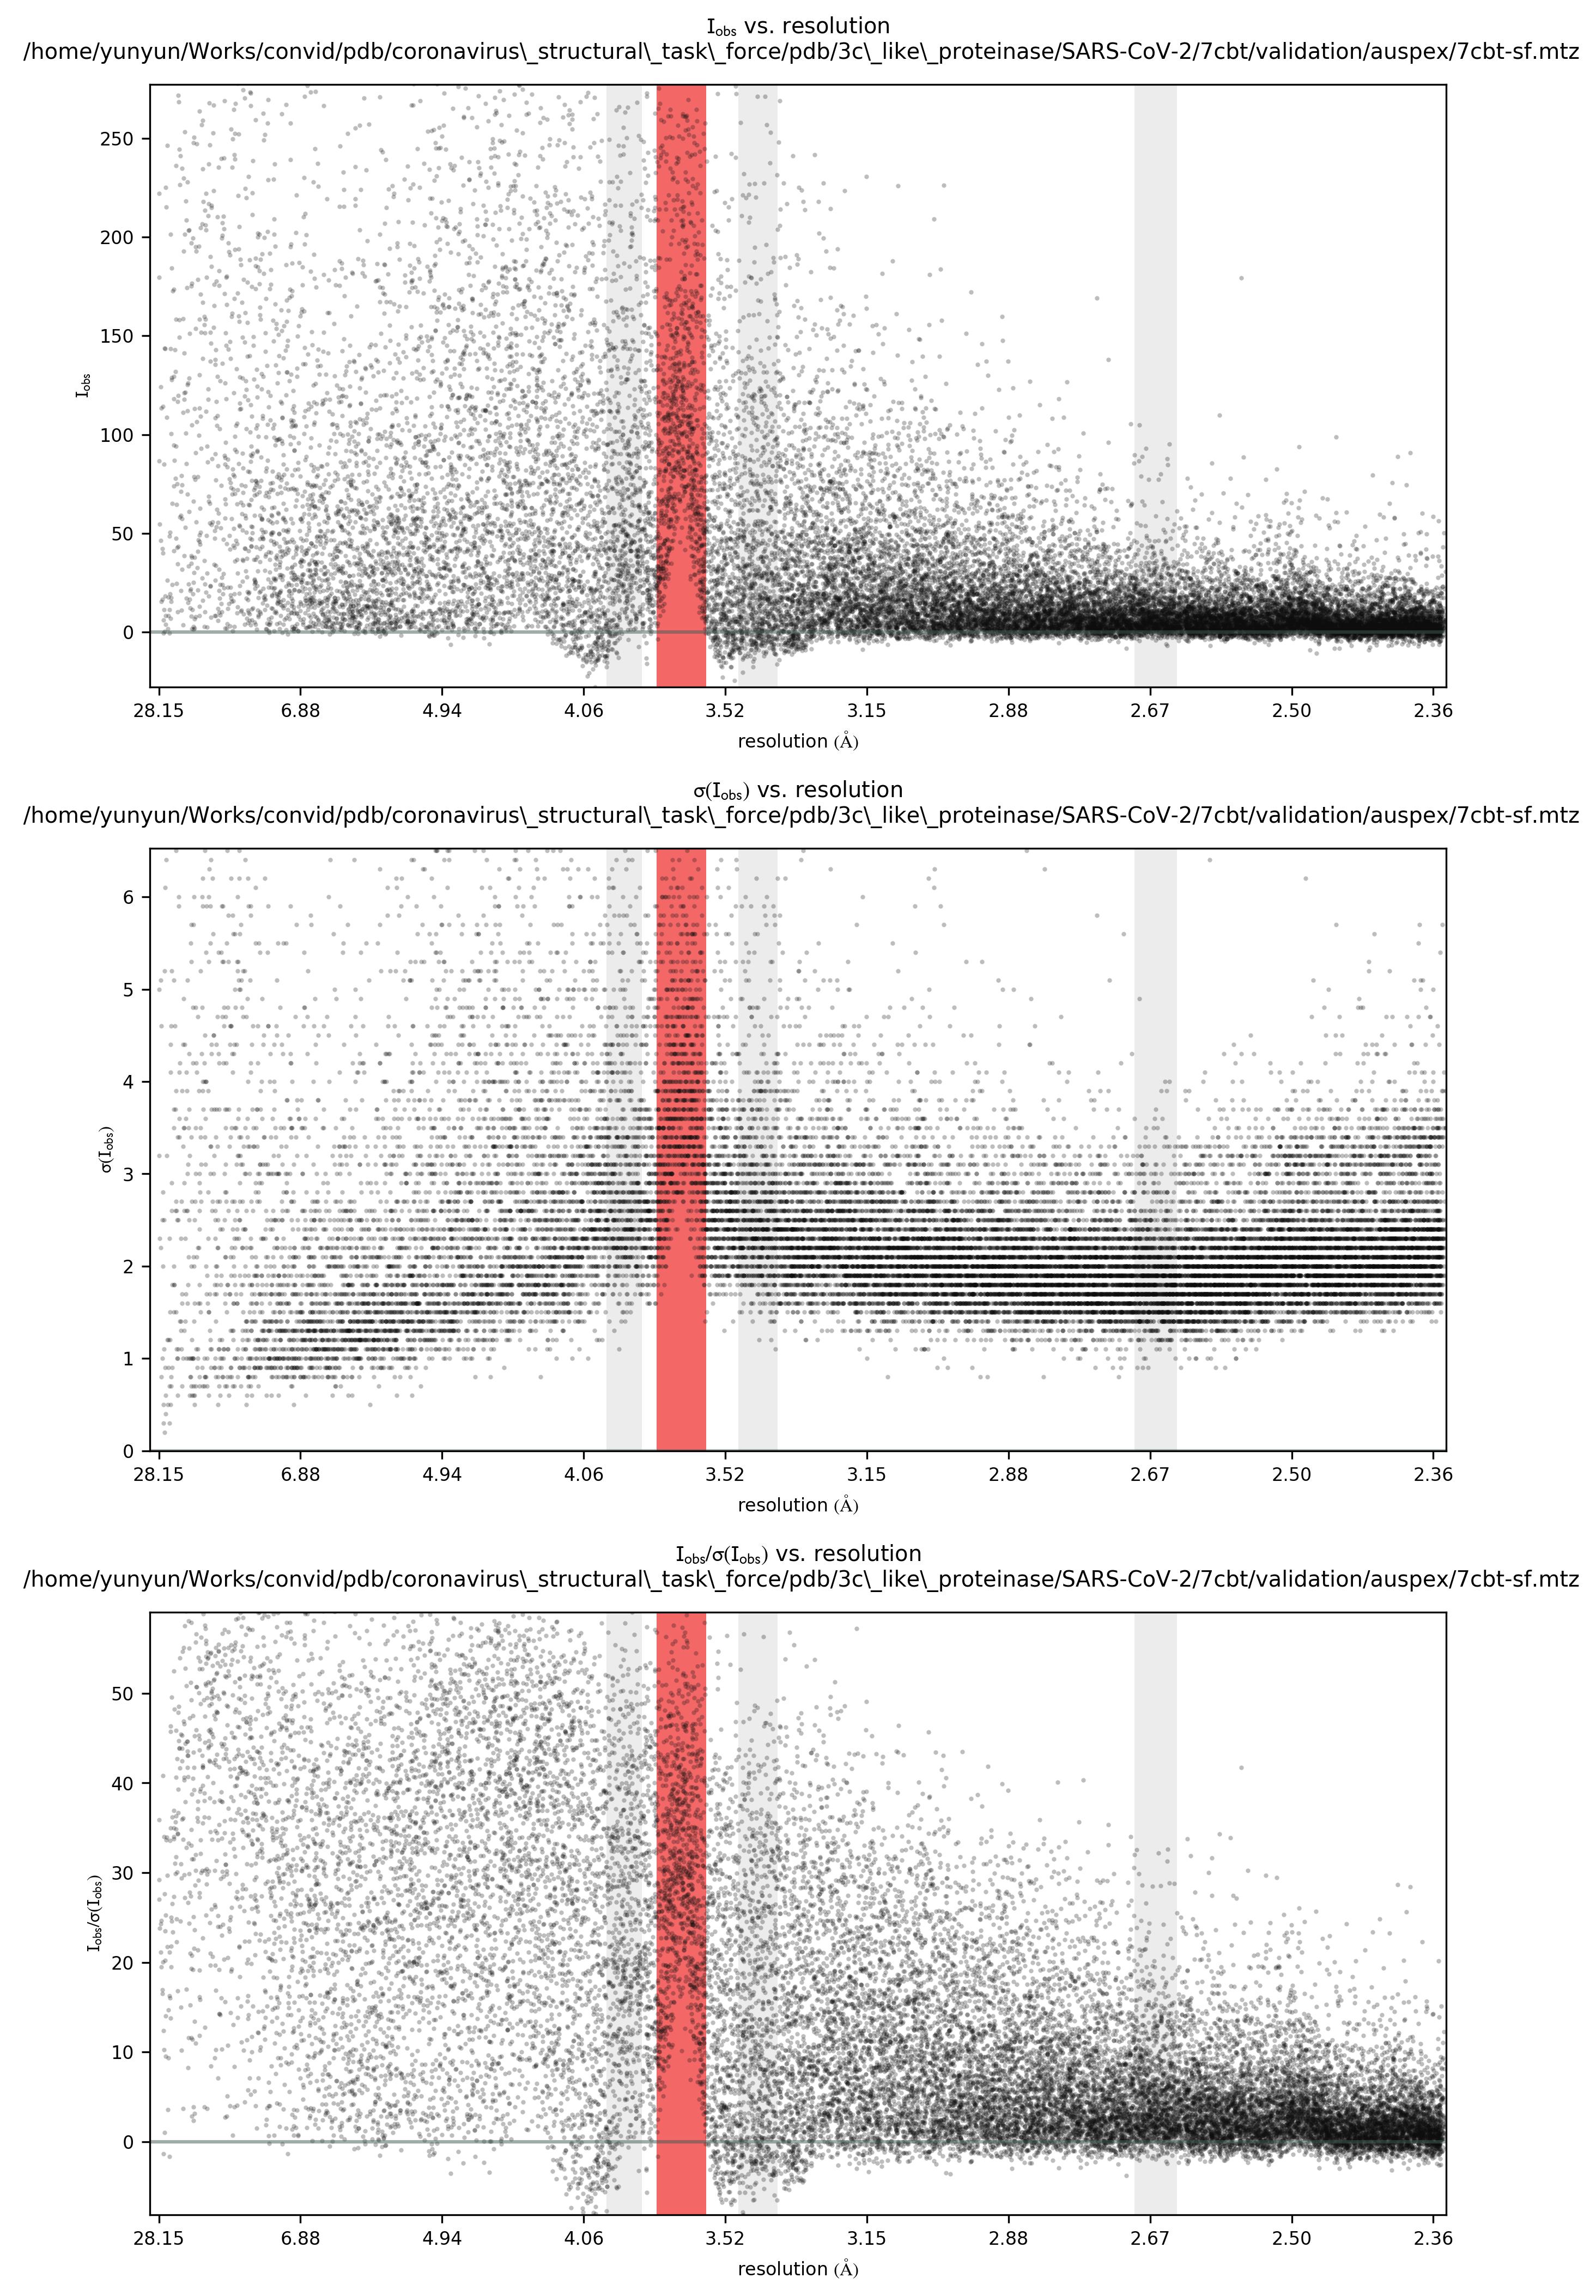 I_obs vs. resolution
/home/yunyun/Works/convid/pdb/coronavirus\_structural\_task\_force/pdb/3c\_like\_proteinase/SARS-CoV-2/7cbt/validation/auspex/7cbt-sf.mtz
250
200
150
100
50
0
I_obs
28.15 6.88 4.94 4.06 3.52 3.15 2.88 2.67 2.50 2.36
resolution (Å)
σ(I_obs) vs. resolution
/home/yunyun/Works/convid/pdb/coronavirus\_structural\_task\_force/pdb/3c\_like\_proteinase/SARS-CoV-2/7cbt/validation/auspex/7cbt-sf.mtz
6
5
4
3
2
1
0
σ(I_obs)
28.15 6.88 4.94 4.06 3.52 3.15 2.88 2.67 2.50 2.36
resolution (Å)
I_obs/σ(I_obs) vs. resolution
/home/yunyun/Works/convid/pdb/coronavirus\_structural\_task\_force/pdb/3c\_like\_proteinase/SARS-CoV-2/7cbt/validation/auspex/7cbt-sf.mtz
50
40
30
20
10
0
I_obs/σ(I_obs)
28.15 6.88 4.94 4.06 3.52 3.15 2.88 2.67 2.50 2.36
resolution (Å)